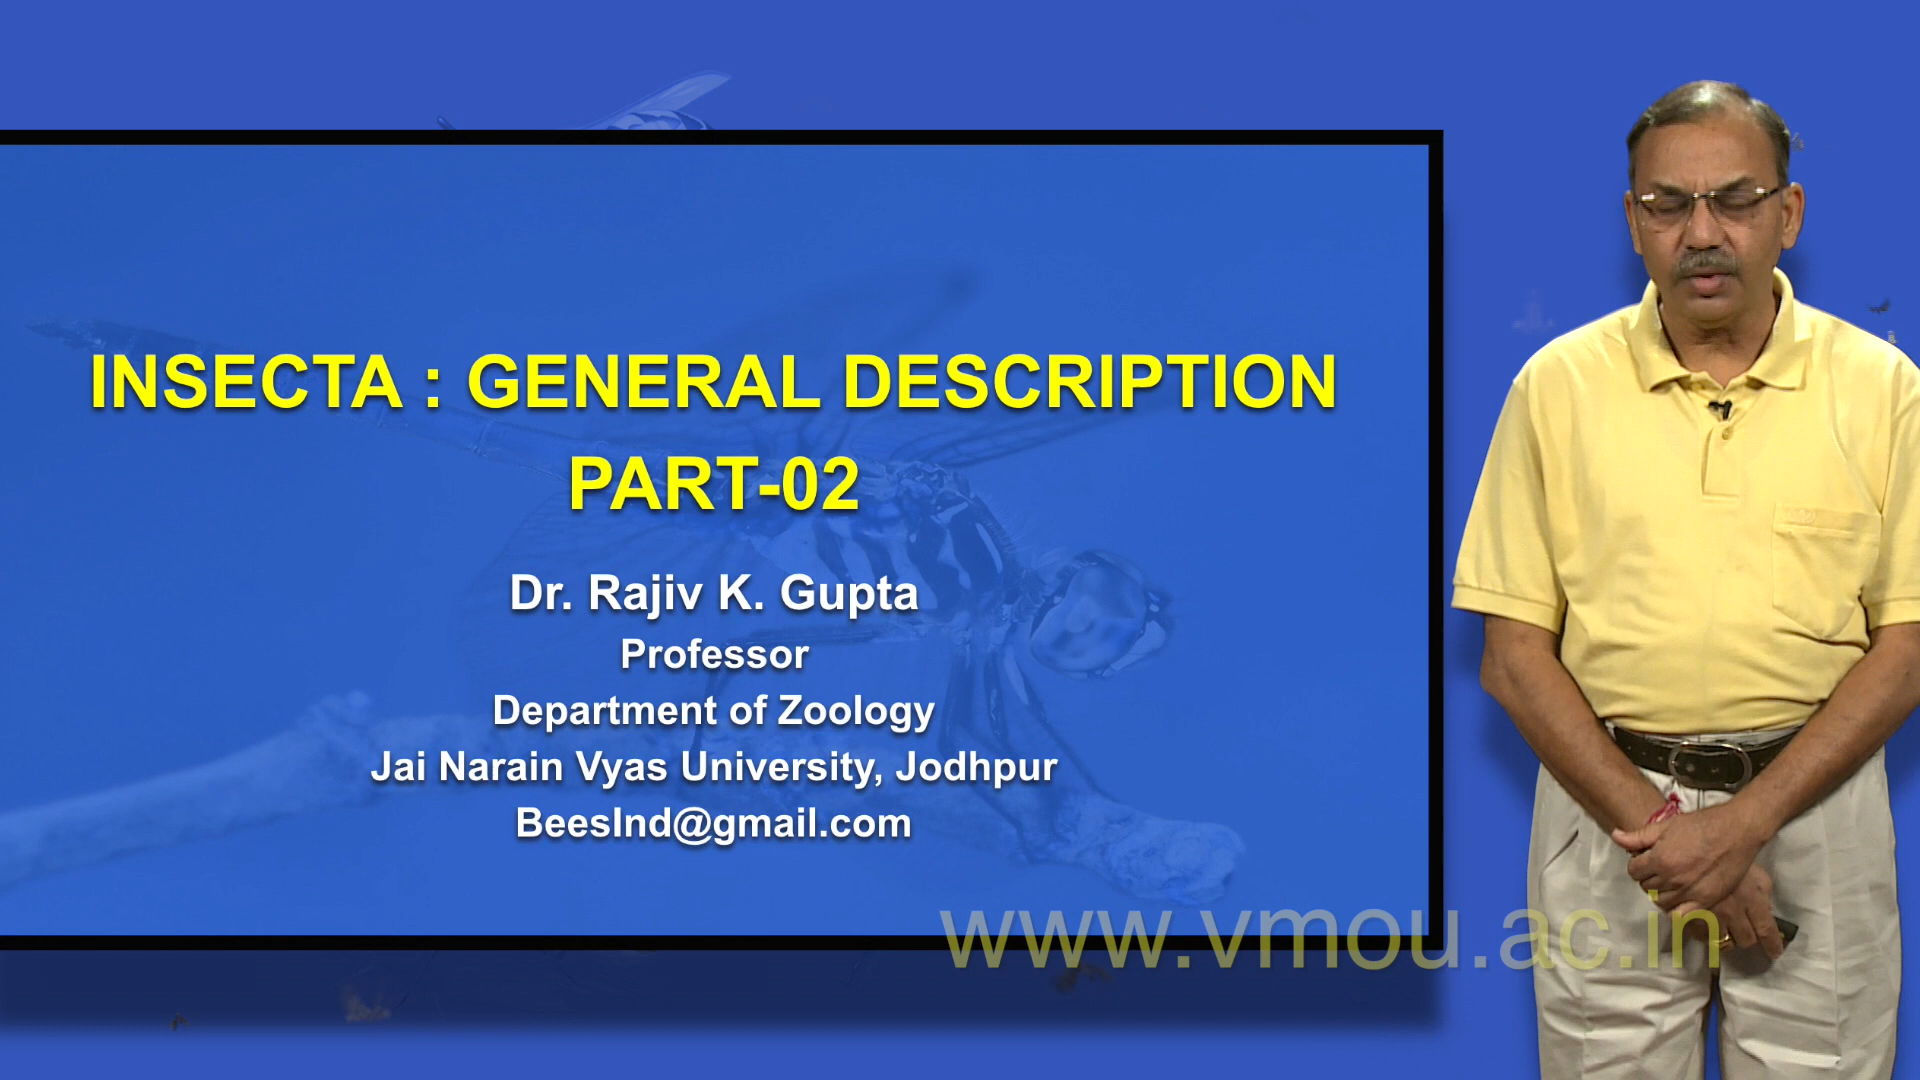 INSECTA : GENERAL DESCRIPTION
PART-02
Dr. Rajiv K. Gupta
Professor
Department of Zoology
Jai Narain Vyas University, Jodhpur
BeesInd@gmail.com
www.vmou.ac.in